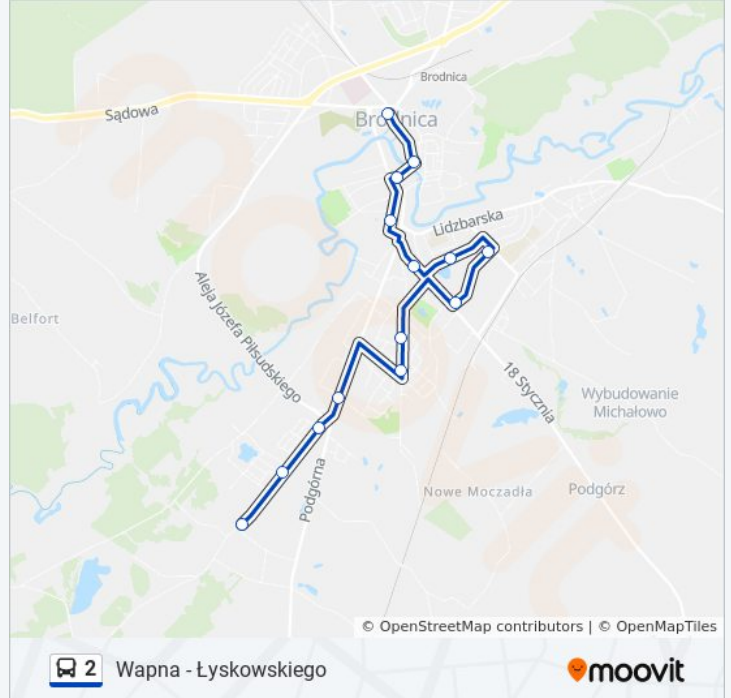 Brodnica
Sądowa
Brodnica
Lidzbarska
Aleja Józefa Piłsudskiego
Belfort
18 Stycznia
Wybudowanie
Michałowo
Podgórna
Nowe Moczadła
Podgórz
© OpenStreetMap contributors | © OpenMapTiles
2 Wapna - Łyskowskiego
moovit